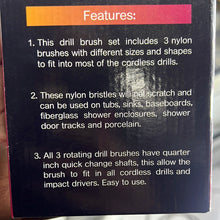 Features:
1. This drill brush set includes 3 nylon
brushes with different sizes and shapes
to fit into most of the cordless drills.
2. These nylon bristles will not scratch and
can be used on tubs, sinks, baseboards,
fiberglass shower enclosures, shower
door tracks and porcelain.
3. All 3 rotating drill brushes have quarter
inch quick change shafts, this allow the
brush to fit in all cordless drills and
impact drivers. Easy to use.